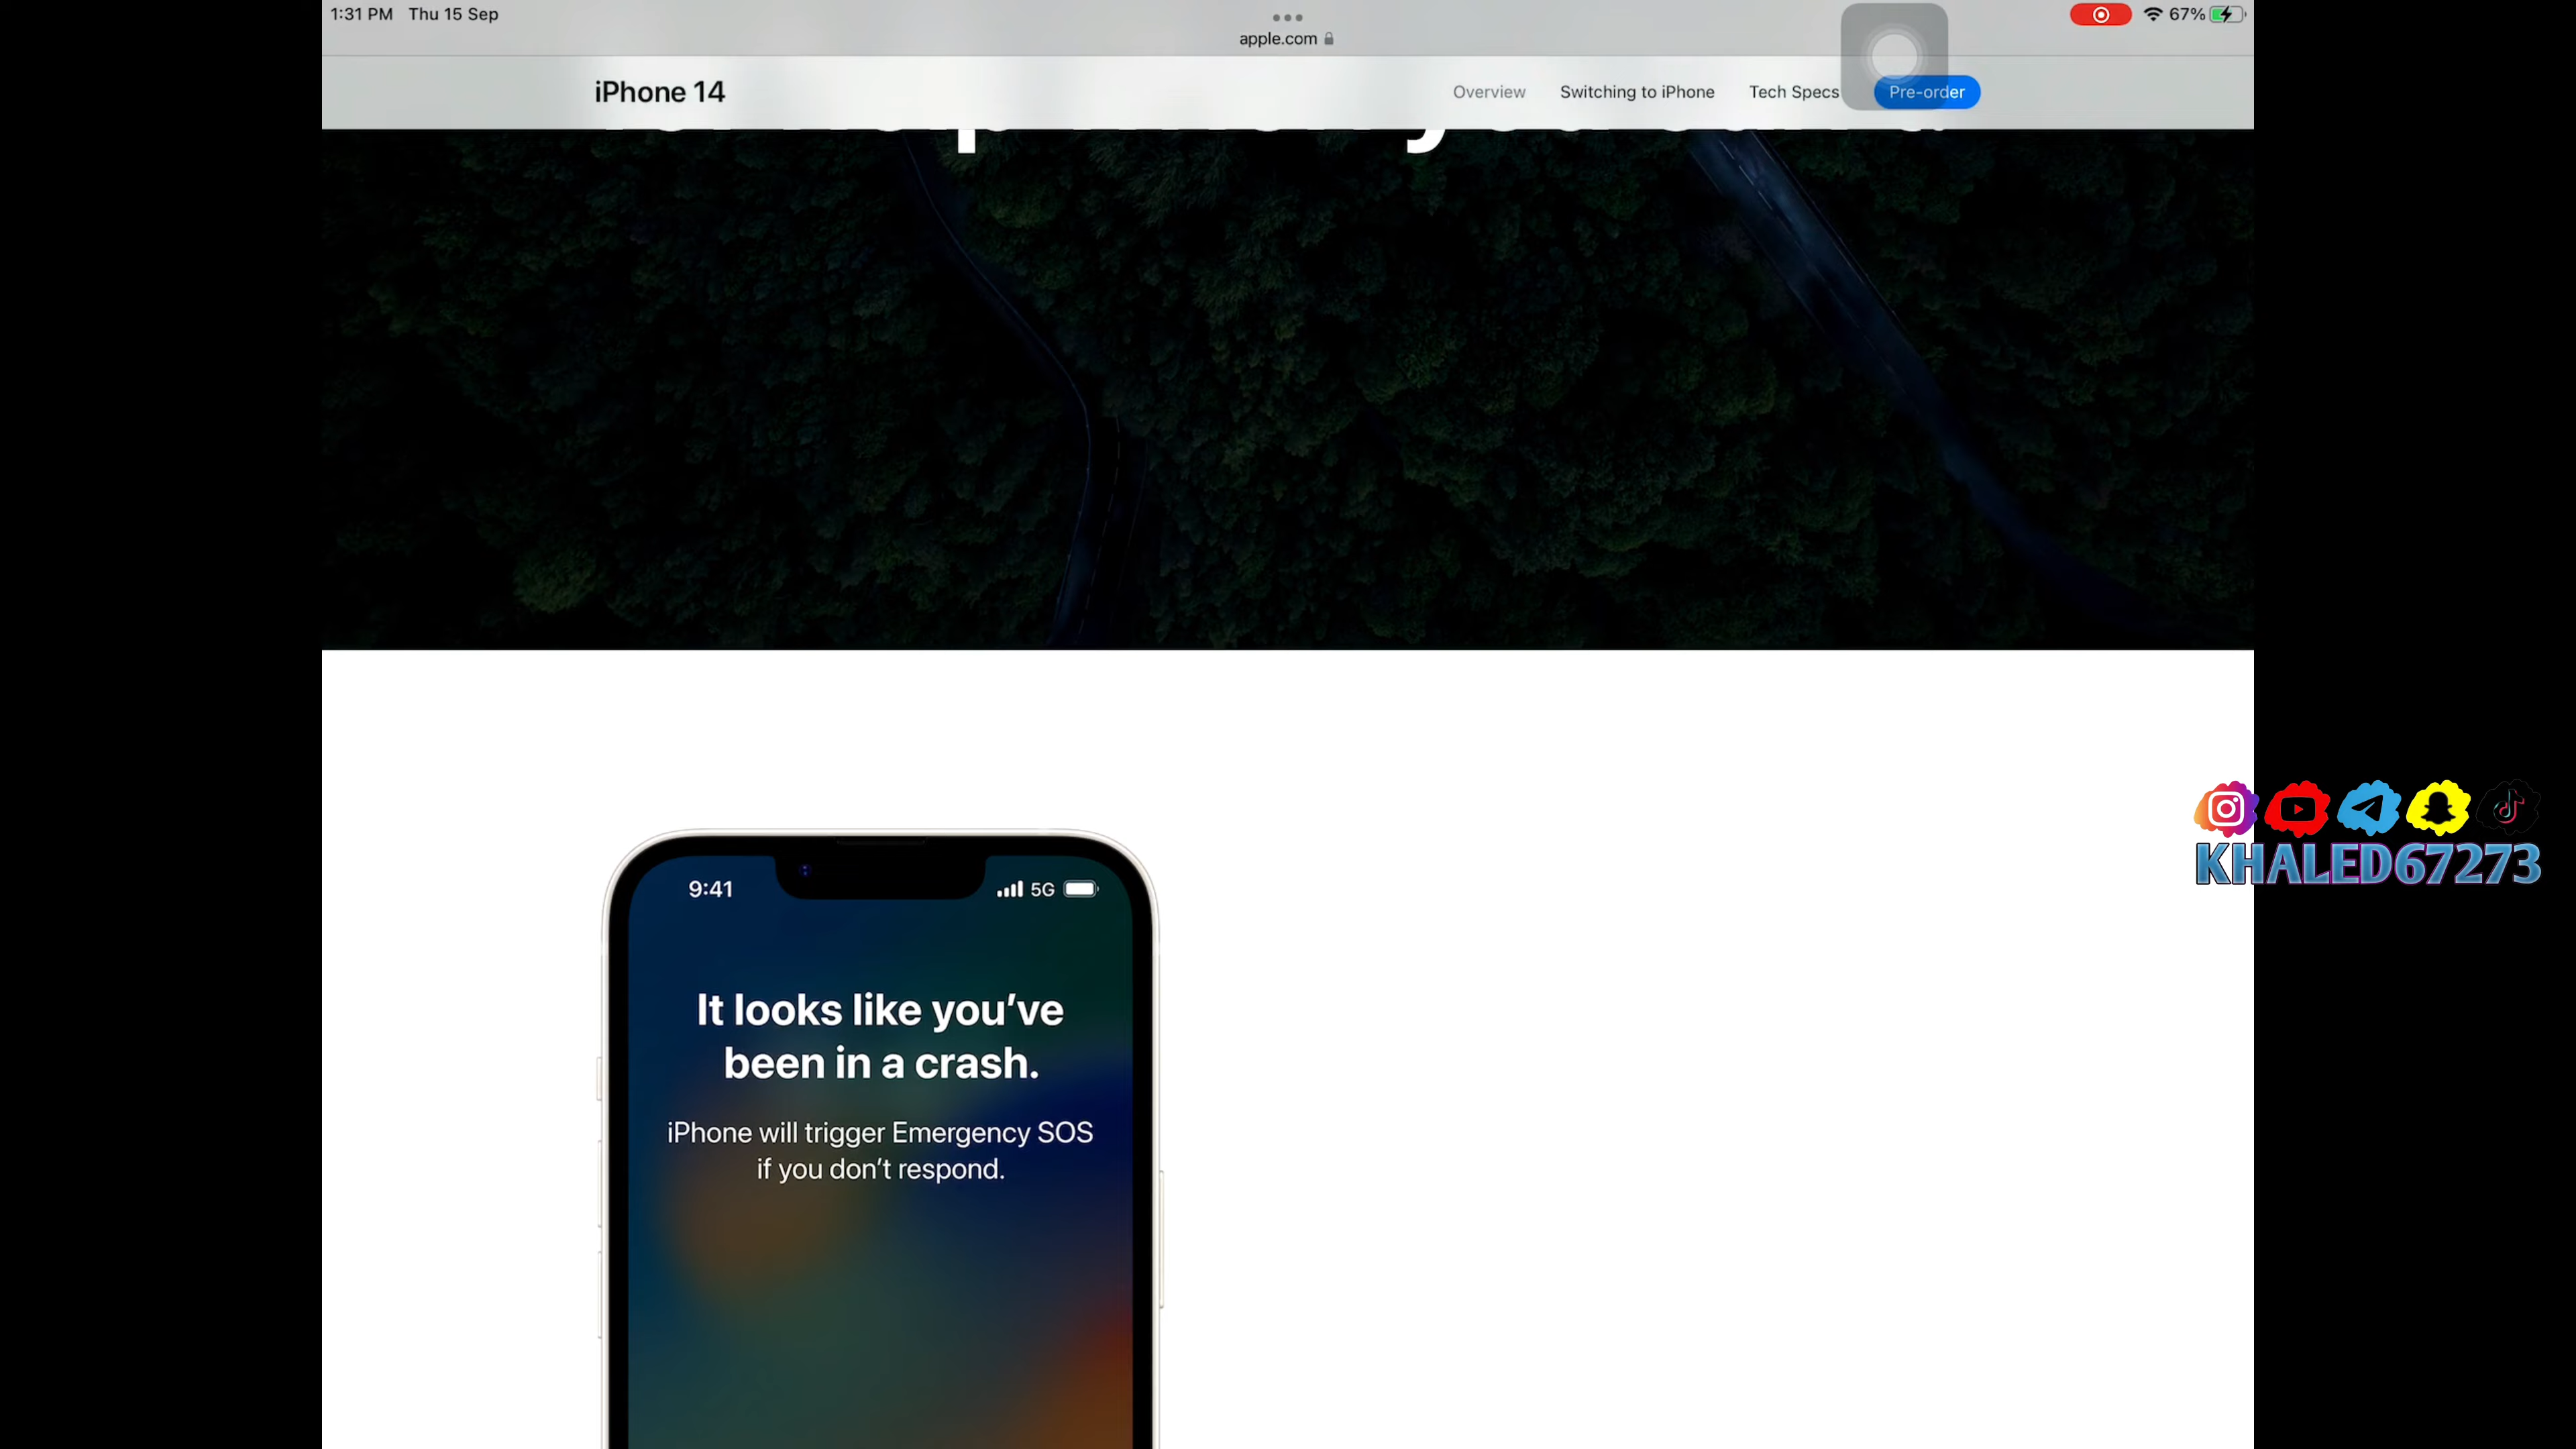 1:31 PM Thu 15 Sep
67%
apple.com
iPhone 14
Overview
Switching to iPhone
Tech Specs
Pre-order
KHALED67273
9:41
5G
It looks like you’ve
been in a crash.
iPhone will trigger Emergency SOS
if you don’t respond.